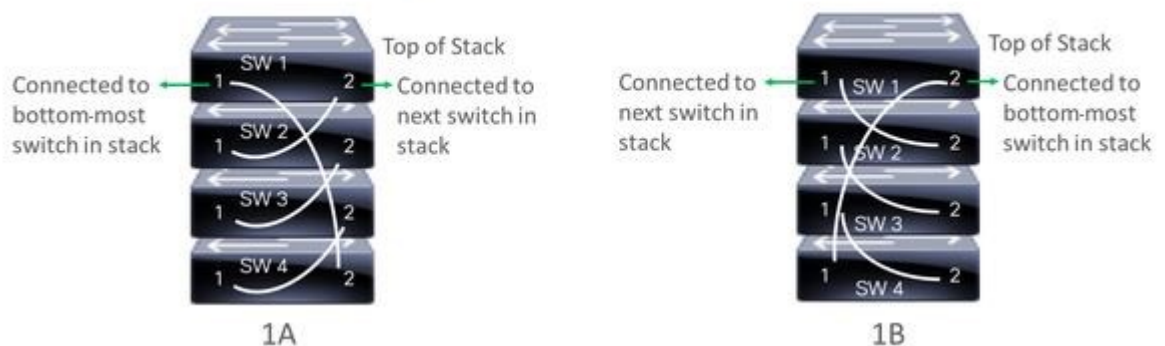 Top of Stack
SW 1
1
2
Connected to
bottom-most
switch in stack
Connected to
next switch in
stack
SW 2
1
2
SW 3
1
2
SW 4
1
2
1A
Top of Stack
1
2
SW 1
Connected to
next switch in
stack
Connected to
bottom-most
switch in stack
1
2
SW 2
1
2
SW 3
1
2
SW 4
1B